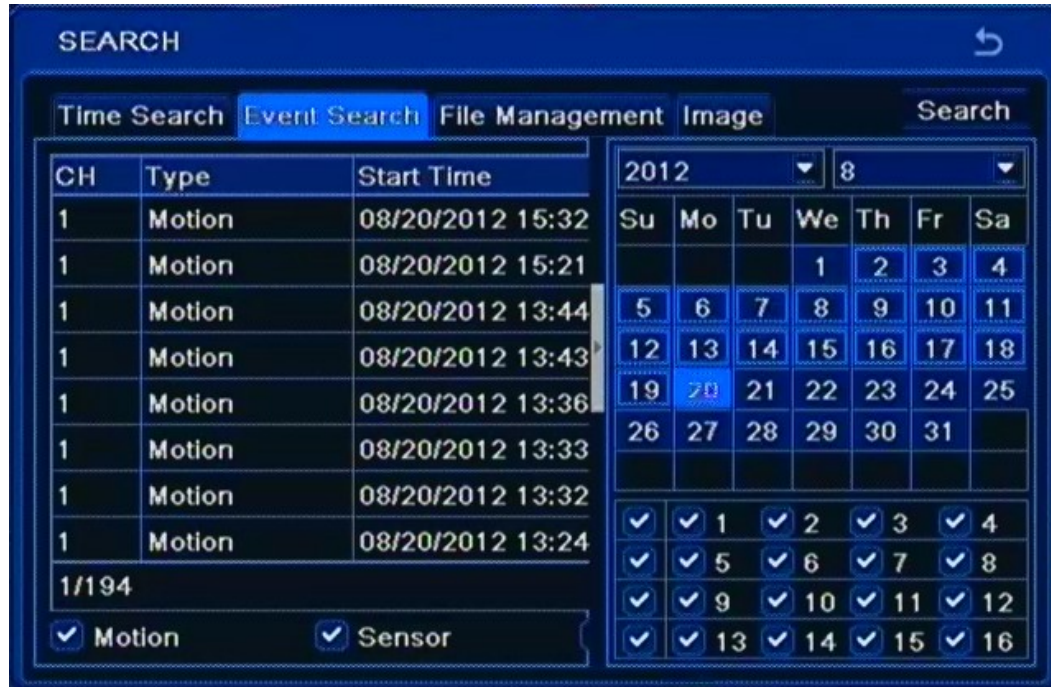 SEARCH
Time Search Event Search File Management Image Search
CH Type Start Time
1 Motion 08/20/2012 15:32
1 Motion 08/20/2012 15:21
1 Motion 08/20/2012 13:44
1 Motion 08/20/2012 13:43
1 Motion 08/20/2012 13:36
1 Motion 08/20/2012 13:33
1 Motion 08/20/2012 13:32
1 Motion 08/20/2012 13:24
1/194
Motion Sensor
2012 8
Su Mo Tu We Th Fr Sa
1 2 3 4
5 6 7 8 9 10 11
12 13 14 15 16 17 18
19 20 21 22 23 24 25
26 27 28 29 30 31
1 2 3 4
5 6 7 8
9 10 11 12
13 14 15 16